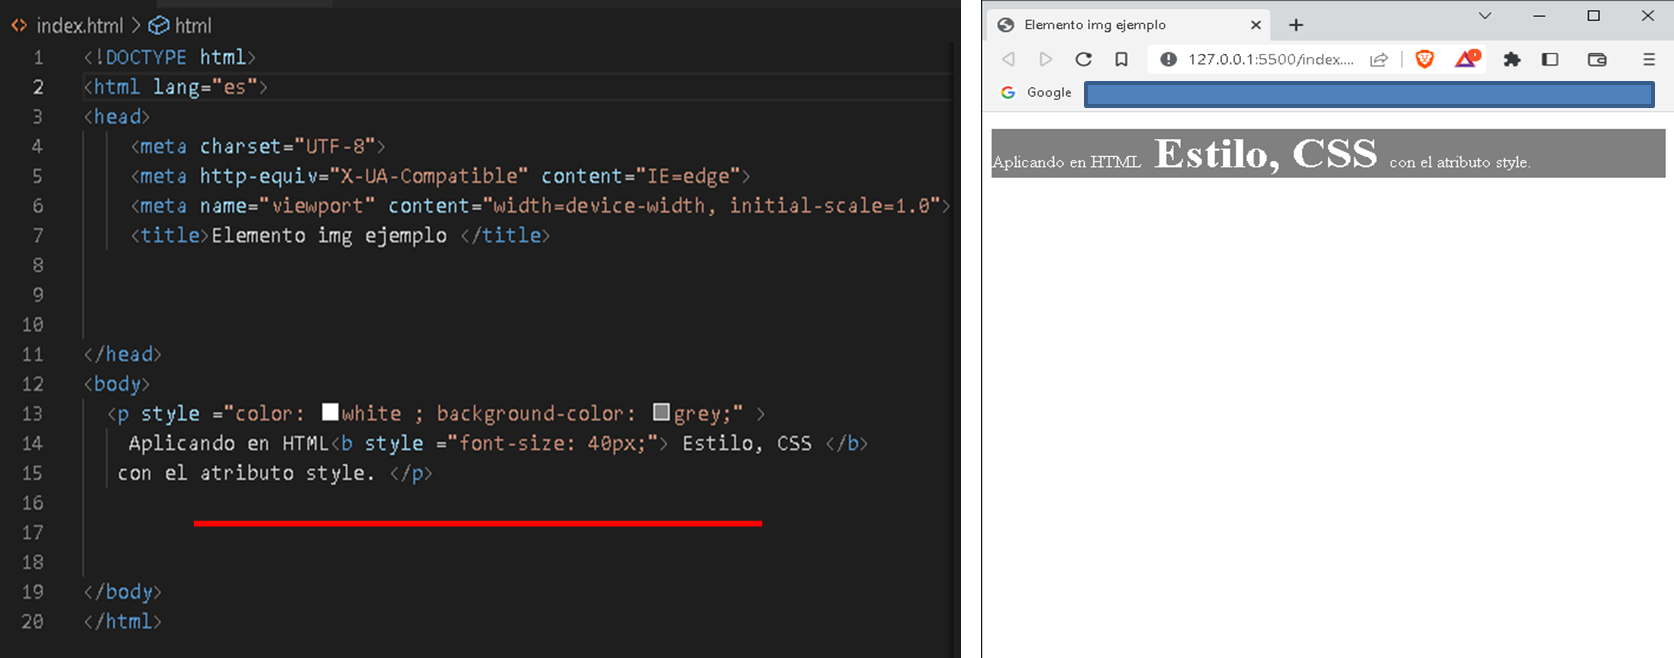 index.html > html
1 <!DOCTYPE html>
2 <html lang="es">
3 <head>
4 <meta charset="UTF-8">
5 <meta http-equiv="X-UA-Compatible" content="IE=edge">
6 <meta name="viewport" content="width=device-width, initial-scale=1.0">
7 <title>Elemento img ejemplo </title>
8
9
10
11 </head>
12 <body>
13 <p style ="color: white ; background-color: grey;" >
14 Aplicando en HTML<b style ="font-size: 40px;"> Estilo, CSS </b>
15 con el atributo style. </p>
16
17
18
19 </body>
20 </html>
Elemento img ejemplo
127.0.0.1:5500/index....
Google
Aplicando en HTML Estilo, CSS con el atributo style.